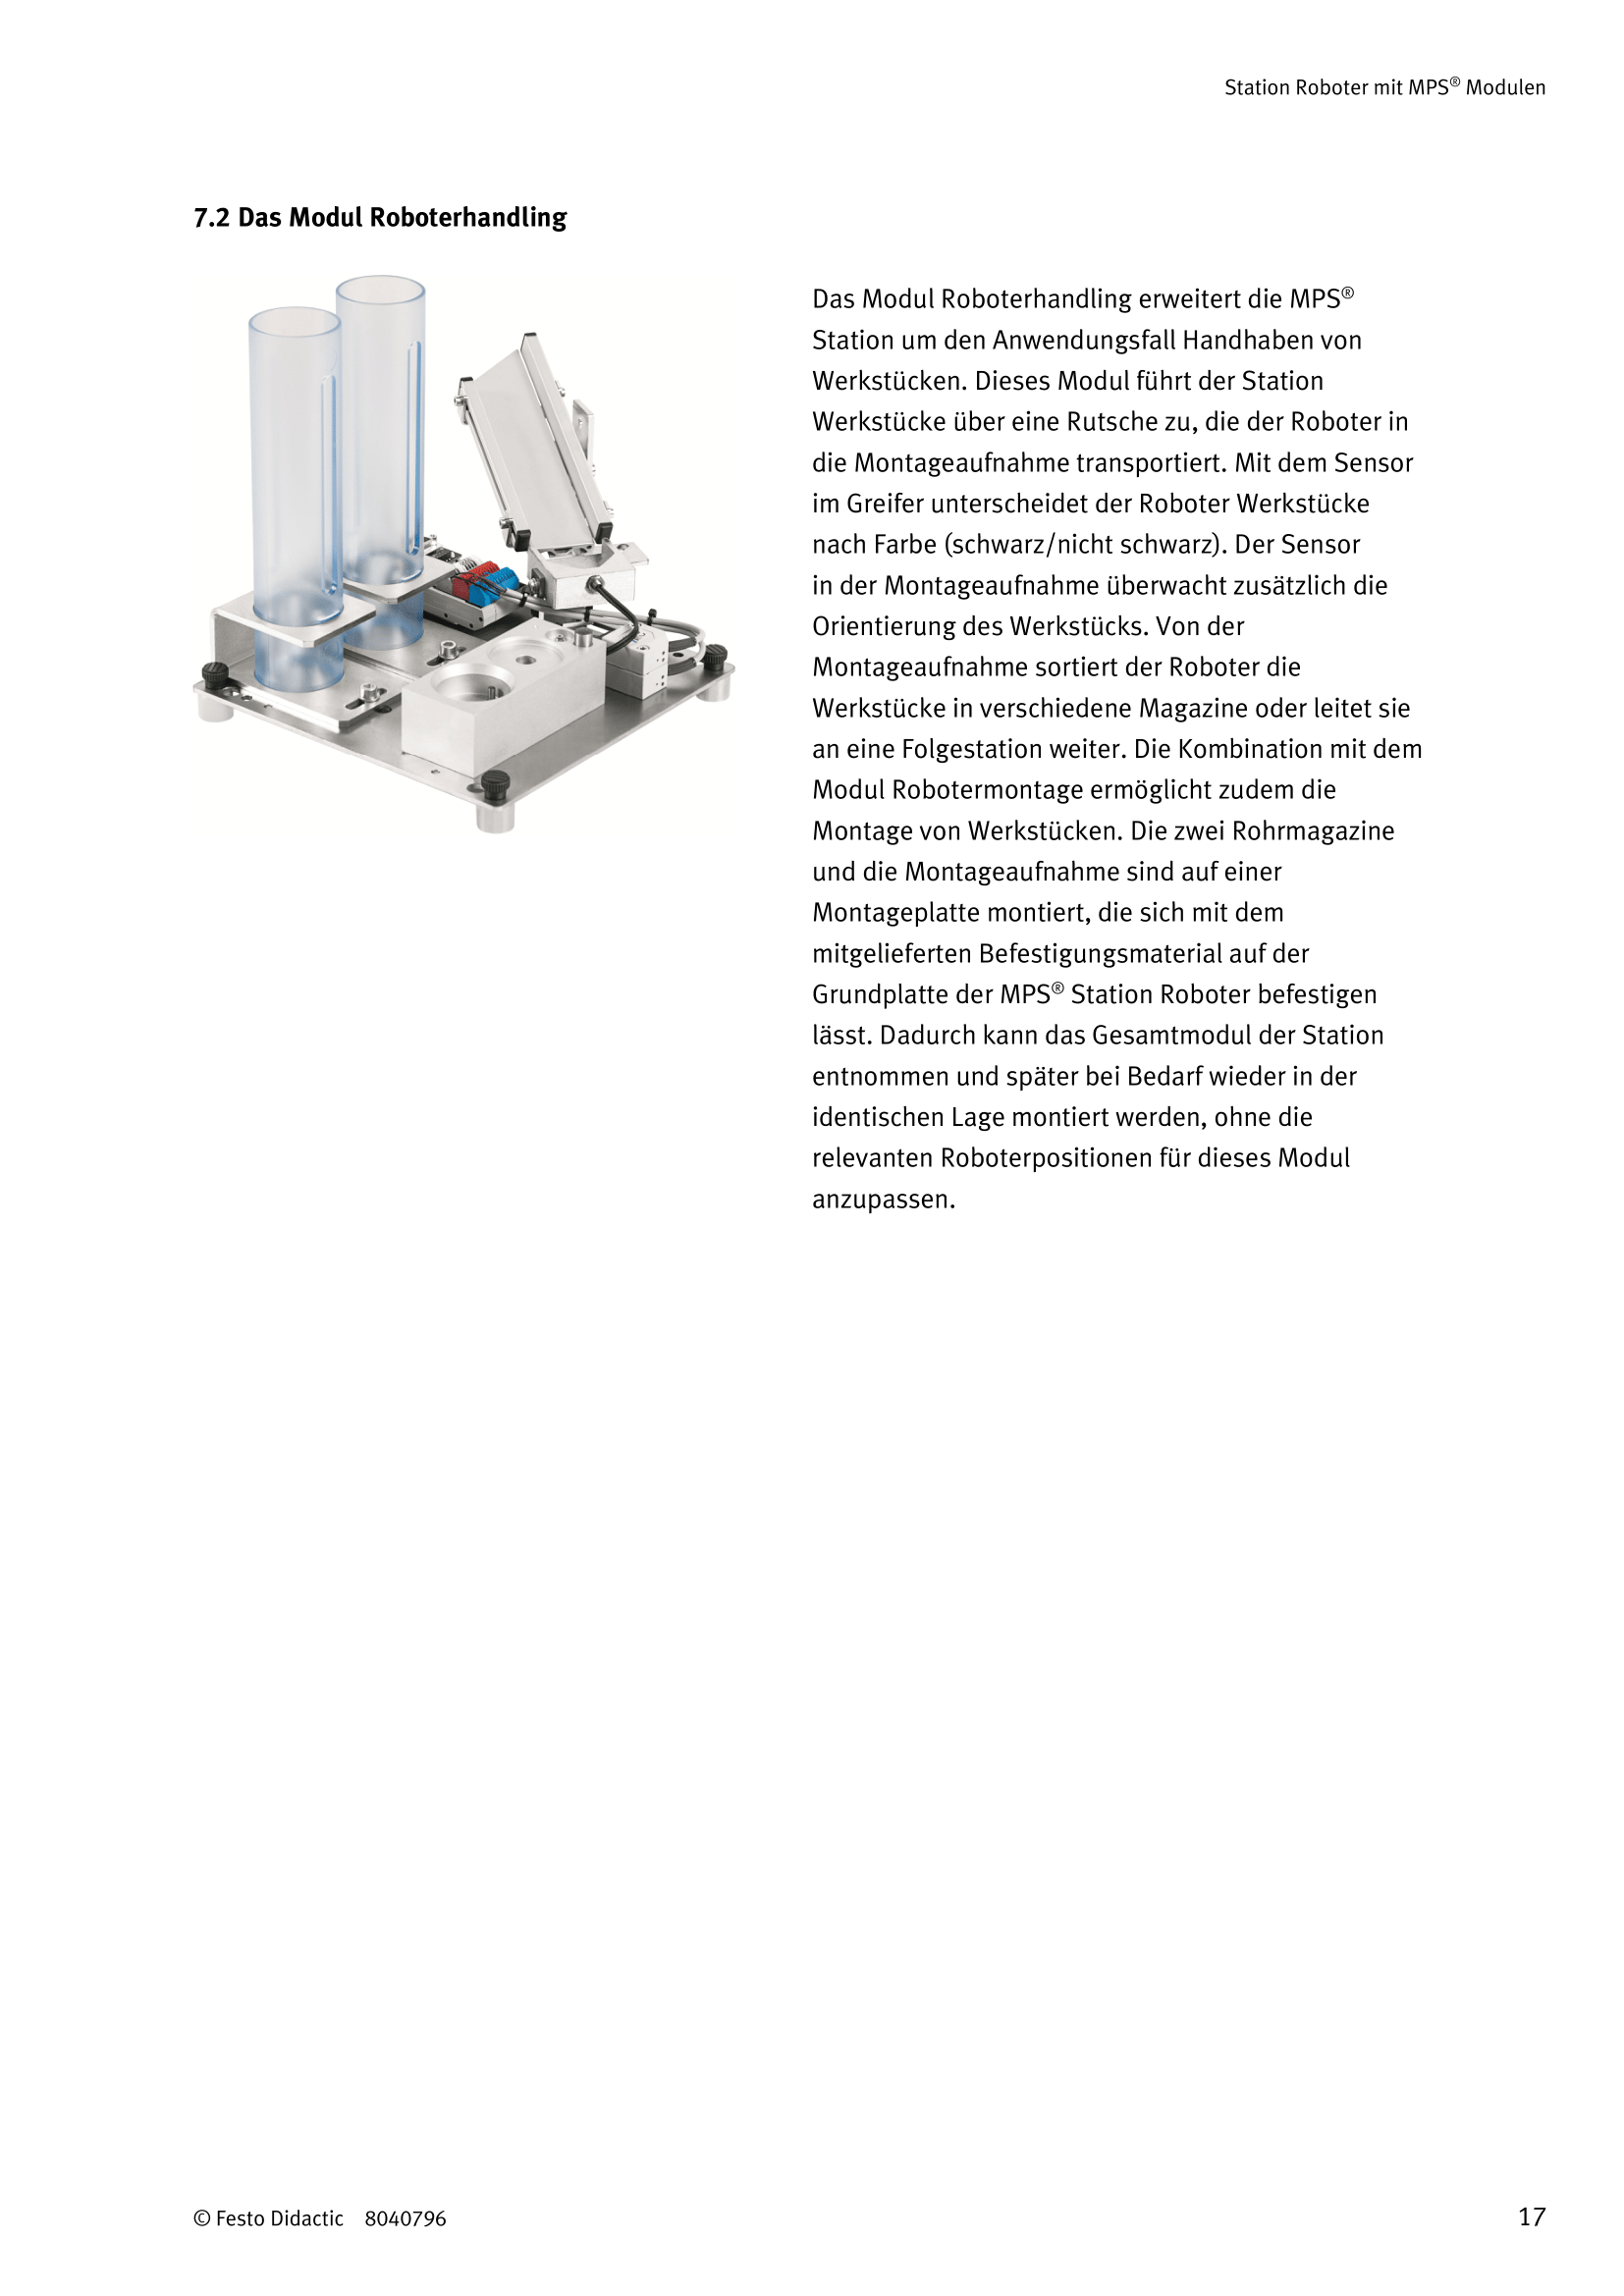 Station Roboter mit MPS® Modulen
7.2 Das Modul Roboterhandling
Das Modul Roboterhandling erweitert die MPS®
Station um den Anwendungsfall Handhaben von
Werkstücken. Dieses Modul führt der Station
Werkstücke über eine Rutsche zu, die der Roboter in
die Montageaufnahme transportiert. Mit dem Sensor
im Greifer unterscheidet der Roboter Werkstücke
nach Farbe (schwarz/nicht schwarz). Der Sensor
in der Montageaufnahme überwacht zusätzlich die
Orientierung des Werkstücks. Von der
Montageaufnahme sortiert der Roboter die
Werkstücke in verschiedene Magazine oder leitet sie
an eine Folgestation weiter. Die Kombination mit dem
Modul Robotermontage ermöglicht zudem die
Montage von Werkstücken. Die zwei Rohrmagazine
und die Montageaufnahme sind auf einer
Montageplatte montiert, die sich mit dem
mitgelieferten Befestigungsmaterial auf der
Grundplatte der MPS® Station Roboter befestigen
lässt. Dadurch kann das Gesamtmodul der Station
entnommen und später bei Bedarf wieder in der
identischen Lage montiert werden, ohne die
relevanten Roboterpositionen für dieses Modul
anzupassen.
© Festo Didactic 8040796
17